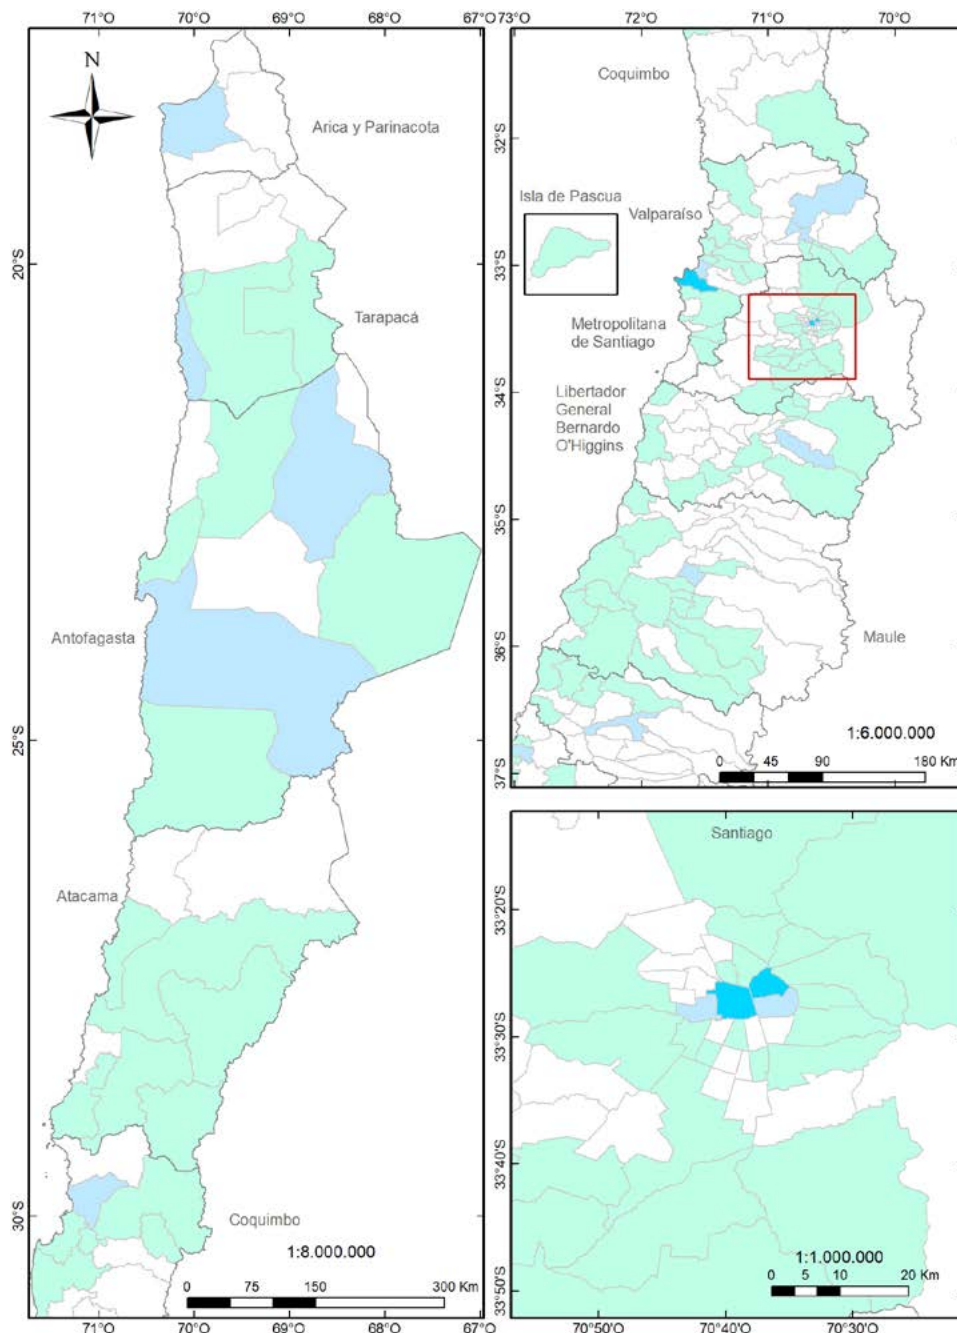 71°O 70°O 69°O 68°O 67°O
N
Arica y Parinacota
20°S
Tarapacá
Antofagasta
25°S
Atacama
30°S
Coquimbo
1:8.000.000
0 75 150 300 Km
71°O 70°O 69°O 68°O 67°O
73°O 72°O 71°O 70°O
Coquimbo
32°S
Isla de Pascua
Valparaíso
33°S
Metropolitana
de Santiago
34°S
Libertador
General
Bernardo
O'Higgins
35°S
Maule
36°S
1:6.000.000
37°S
0 45 90 180 Km
Santiago
33°20'S
33°30'S
33°40'S
1:1.000.000
0 5 10 20 Km
33°50'S
70°50'O 70°40'O 70°30'O